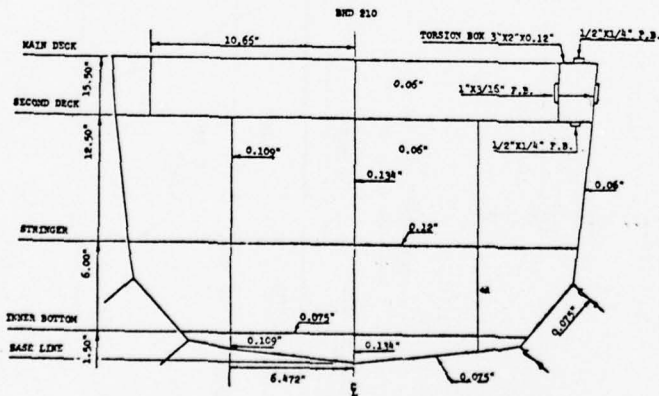 BHD 210
MAIN DECK
10.65"
TORSION BOX 3"X2"X0.12"
1/2"X1/4" F.B.
15.50"
0.06"
1"X3/16" F.B.
SECOND DECK
12.50"
0.109"
0.06"
0.134"
1/2"X1/4" F.B.
0.06"
STRINGER
0.12"
6.00"
INNER BOTTOM
0.075"
0.075"
BASE LINE
1.50"
0.109"
0.134"
6.472"
0.075"